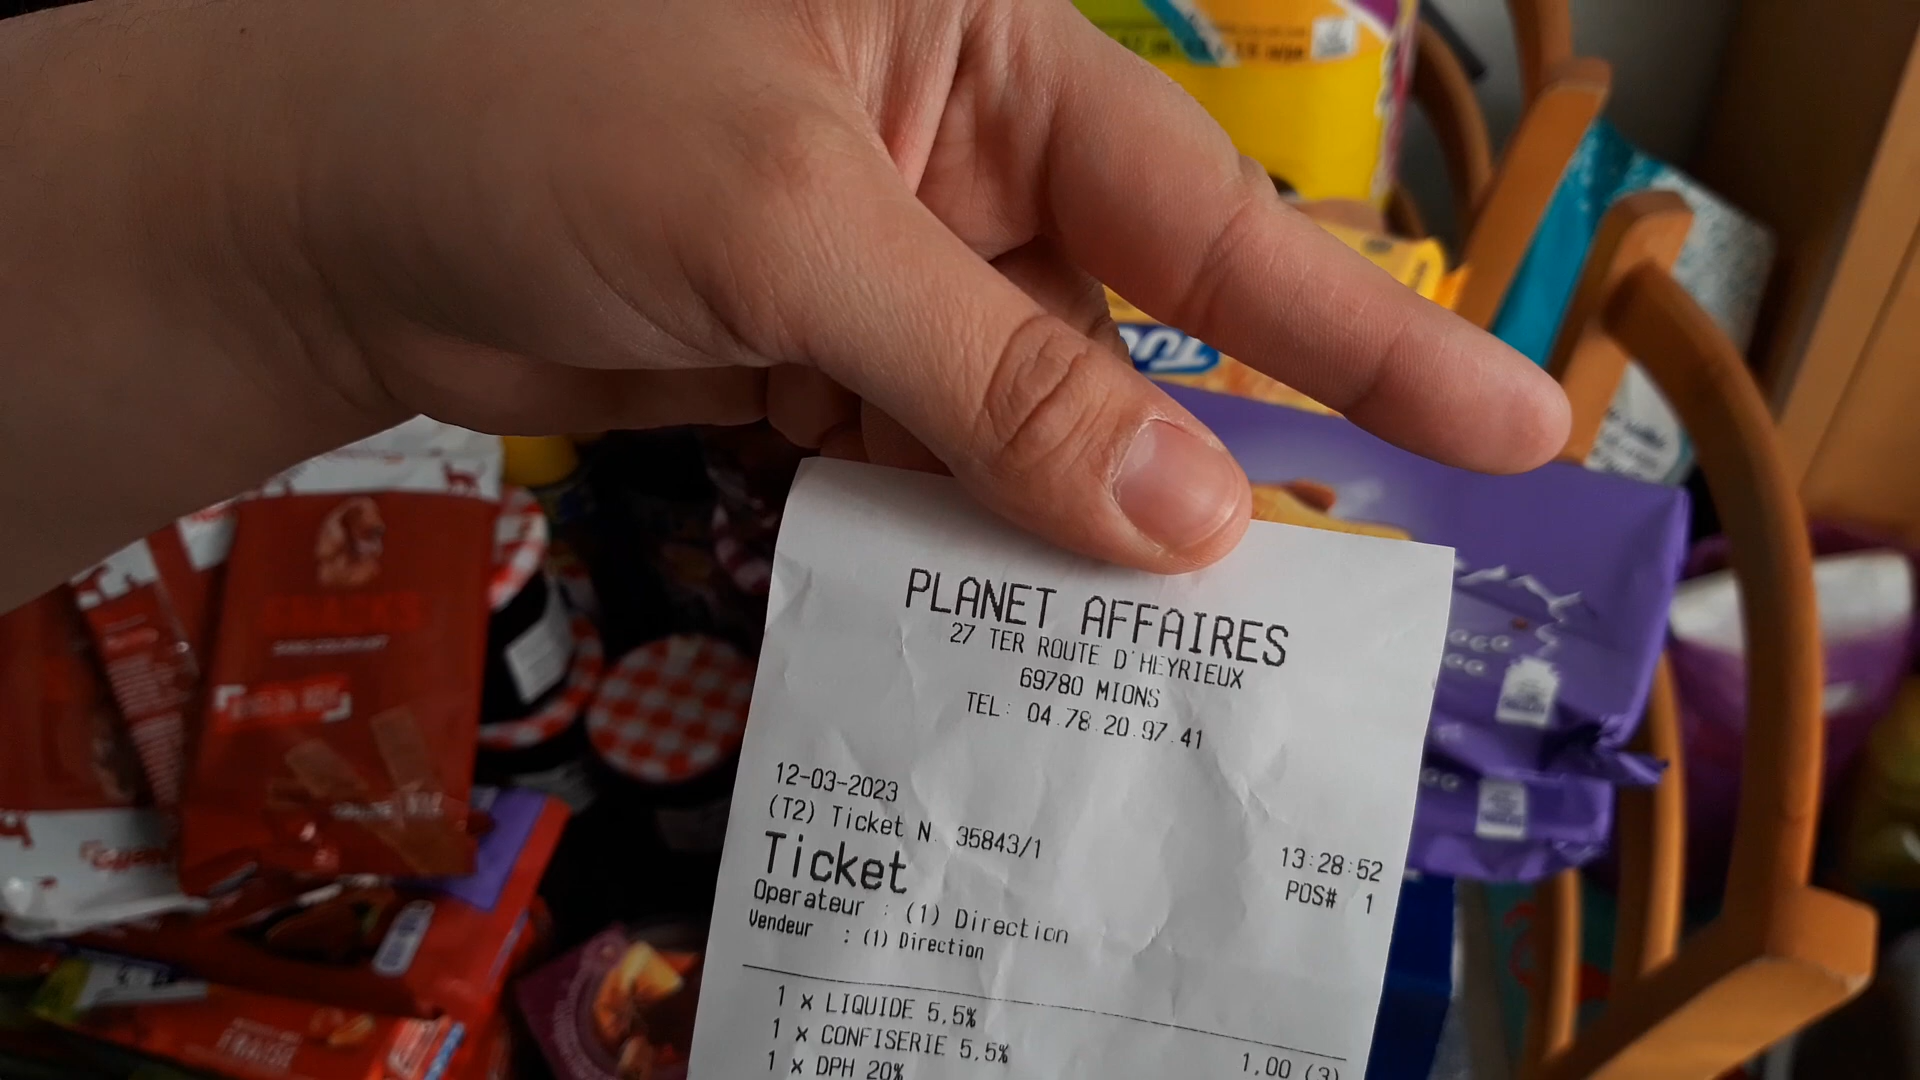 PLANET AFFAIRES
27 TER ROUTE D'HEYRIEUX
69780 MIONS
TEL: 04.78.20.97.41
12-03-2023 13:28:52
(T2) Ticket N. 35843/1 POS# 1
Ticket
Operateur : (1) Direction
Vendeur : (1) Direction
1 x LIQUIDE 5,5% 1,00 (3)
1 x CONFISERIE 5,5%
1 x DPH 20%
TUC